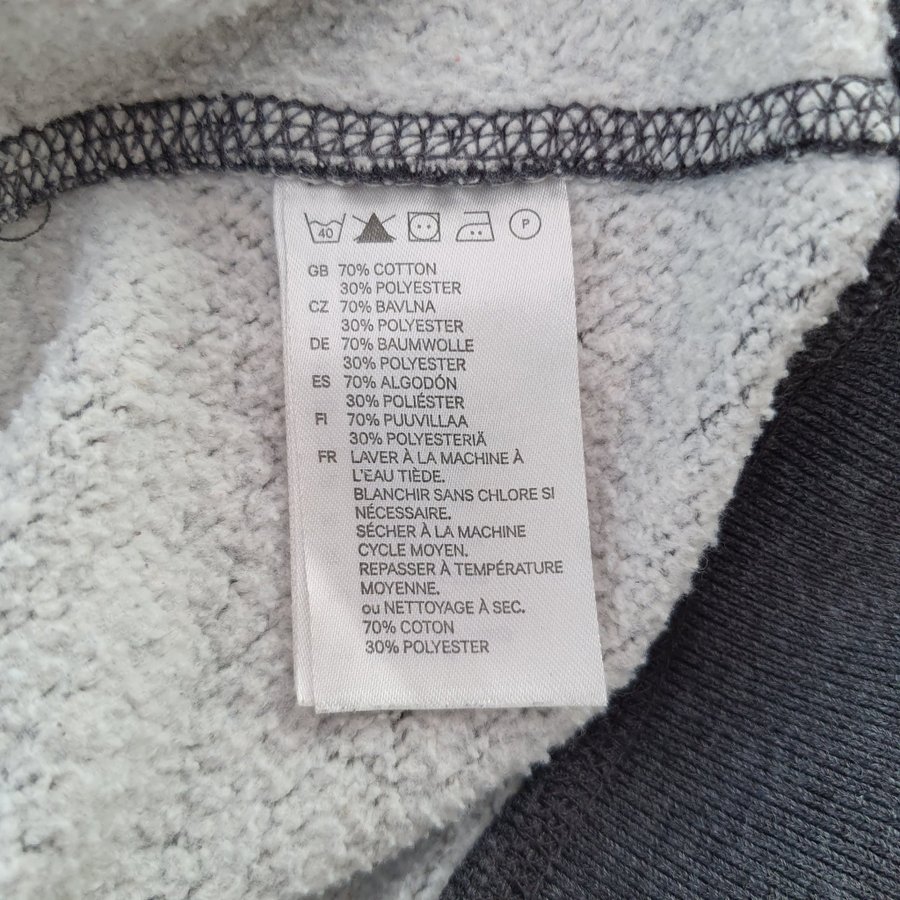 40 P
GB 70% COTTON
30% POLYESTER
CZ 70% BAVLNA
30% POLYESTER
DE 70% BAUMWOLLE
30% POLYESTER
ES 70% ALGODÓN
30% POLIÉSTER
FI 70% PUUVILLAA
30% POLYESTERIÄ
FR LAVER À LA MACHINE À
L'EAU TIÈDE.
BLANCHIR SANS CHLORE SI
NÉCESSAIRE.
SÉCHER À LA MACHINE
CYCLE MOYEN.
REPASSER À TEMPÉRATURE
MOYENNE.
ou NETTOYAGE À SEC.
70% COTON
30% POLYESTER